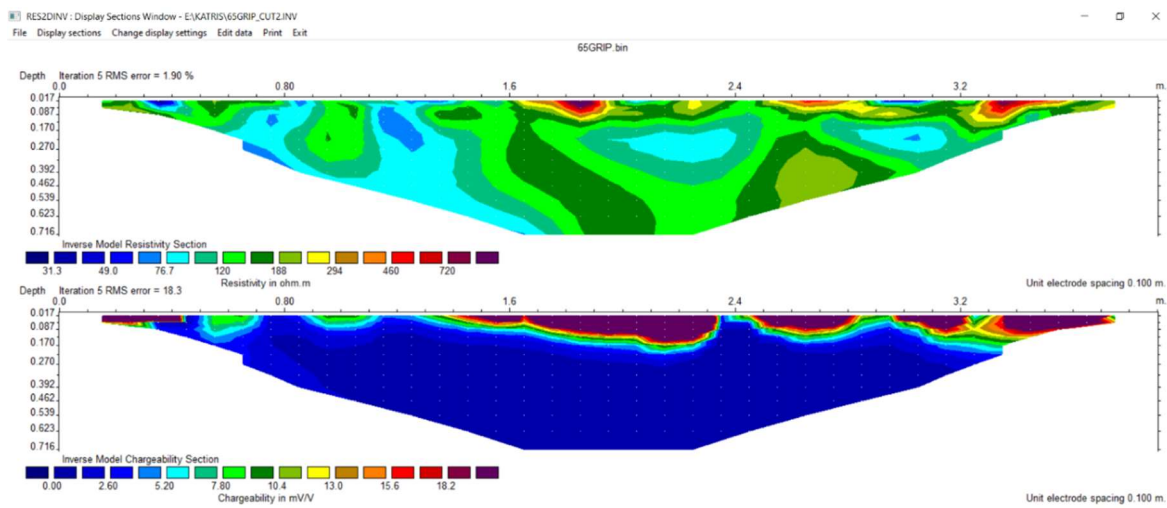 RES2DINV : Display Sections Window - E:\KATRIS\65GRIP_CUT2.INV
File Display sections Change display settings Edit data Print Exit
65GRIP.bin
Depth Iteration 5 RMS error = 1.90 %
0.0 0.80 1.6 2.4 3.2 m.
0.017
0.087
0.170
0.270
0.392
0.462
0.539
0.623
0.716
Inverse Model Resistivity Section
31.3 49.0 76.7 120 188 294 460 720
Resistivity in ohm.m
Unit electrode spacing 0.100 m.
Depth Iteration 5 RMS error = 18.3
0.0 0.80 1.6 2.4 3.2 m.
0.017
0.087
0.170
0.270
0.392
0.462
0.539
0.623
0.716
Inverse Model Chargeability Section
0.00 2.60 5.20 7.80 10.4 13.0 15.6 18.2
Chargeability in mV/V
Unit electrode spacing 0.100 m.